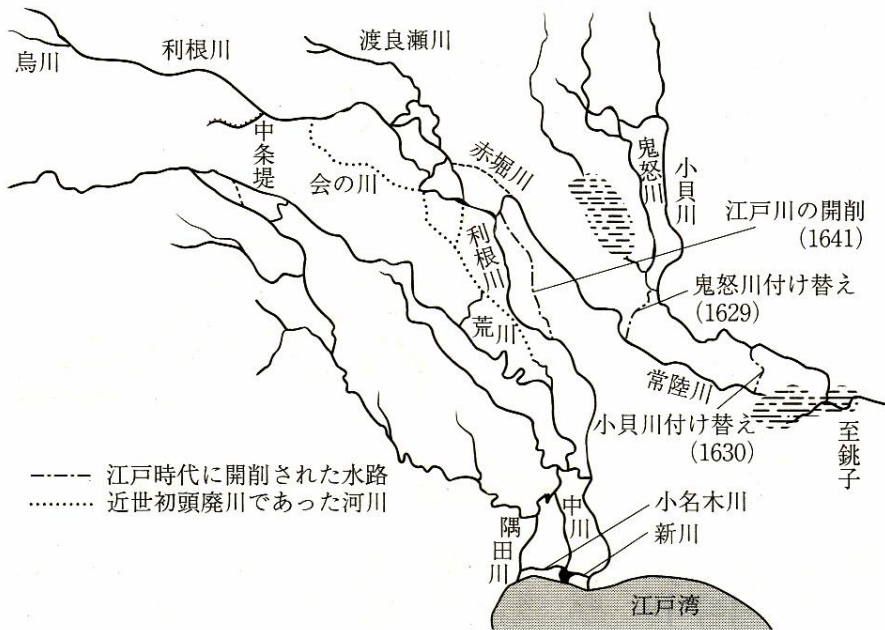 烏川
利根川
渡良瀬川
中条堤
会の川
赤堀川
鬼怒川
小貝川
江戸川の開削
(1641)
利根川
鬼怒川付け替え
(1629)
荒川
常陸川
小貝川付け替え
(1630)
至銚子
江戸時代に開削された水路
近世初頭廃川であった河川
隅田川
中川
小名木川
新川
江戸湾